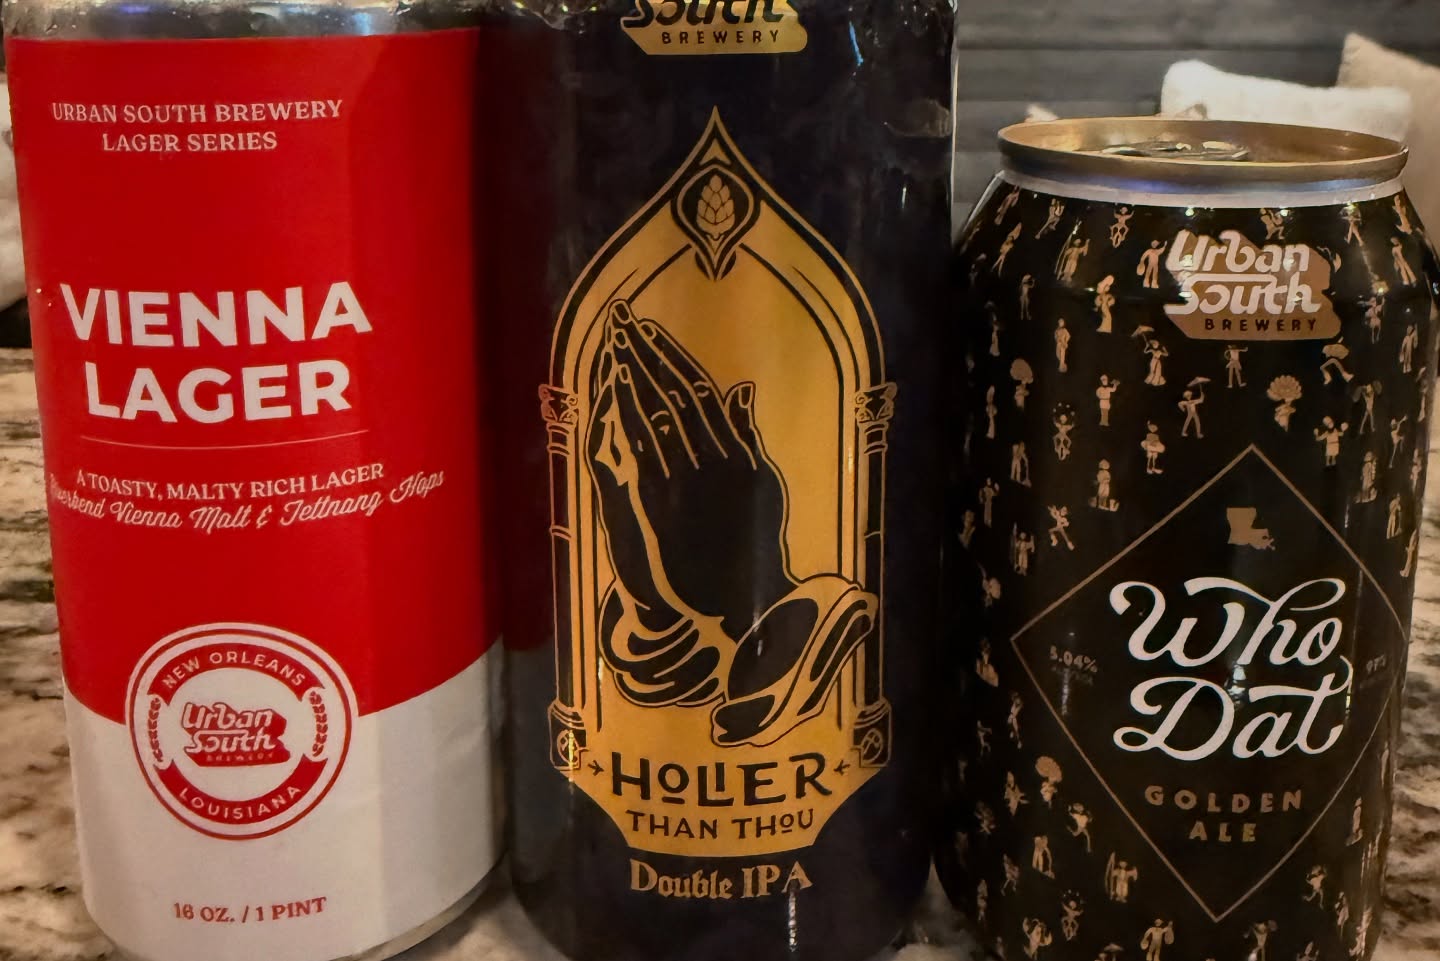 URBAN SOUTH BREWERY
LAGER SERIES
VIENNA
LAGER
A TOASTY, MALTY RICH LAGER
Vienna Malt & Tettnang Hops
NEW ORLEANS
Urban
South
BREWERY
LOUISIANA
16 OZ. / 1 PINT
South
BREWERY
HOLIER
THAN THOU
Double IPA
Urban
South
BREWERY
5.04%
Who
Dat
GOLDEN
ALE